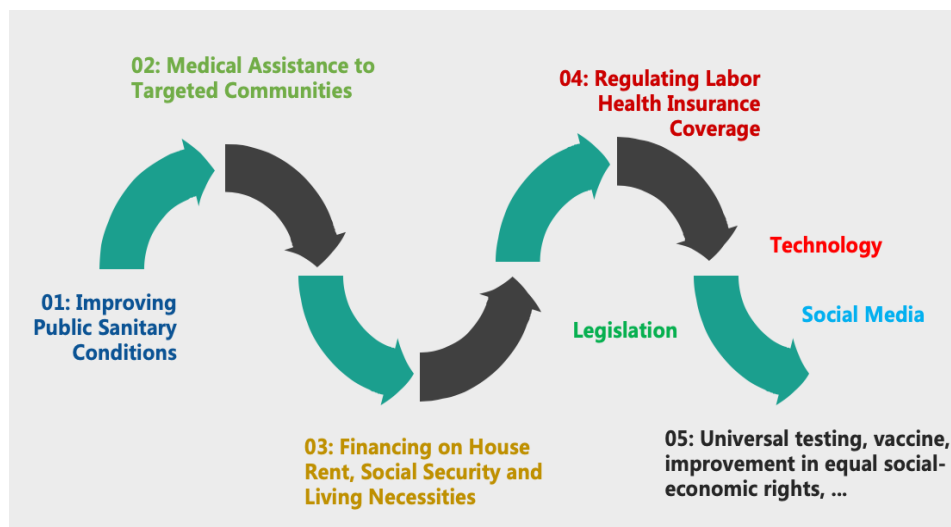 02: Medical Assistance to
Targeted Communities
04: Regulating Labor
Health Insurance
Coverage
Technology
01: Improving
Public Sanitary
Conditions
Legislation
Social Media
03: Financing on House
Rent, Social Security and
Living Necessities
05: Universal testing, vaccine,
improvement in equal social-
economic rights, ...